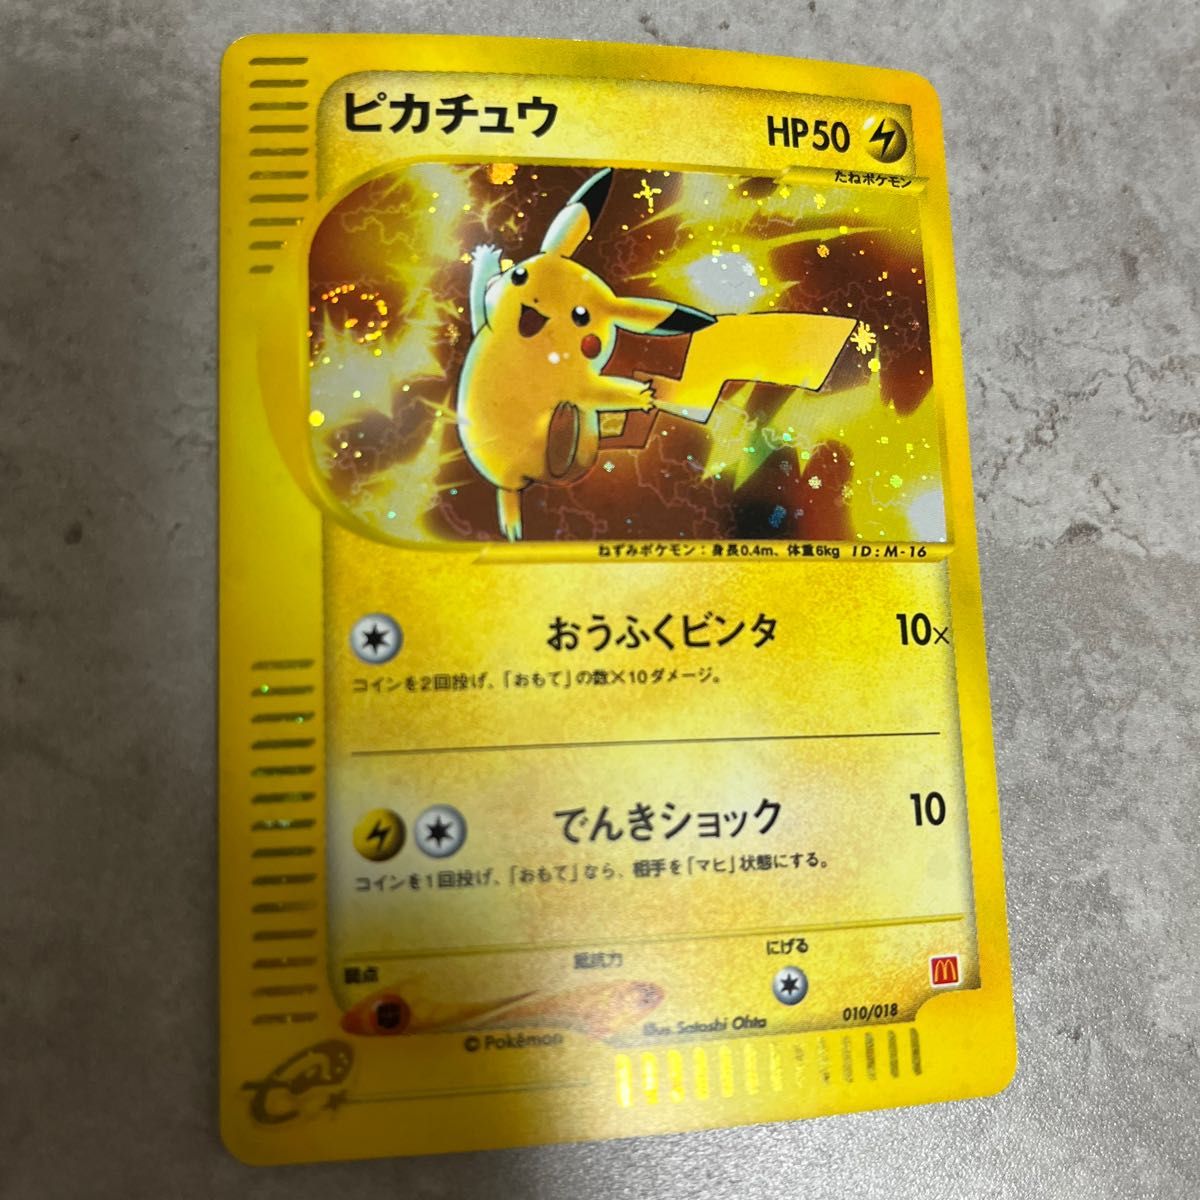 ピカチュウ
HP50
たねポケモン
ねずみポケモン：身長0.4m、体重6kg ID:M-16
おうふくビンタ 10×
コインを2回投げ、「おもて」の数×10ダメージ。
でんきショック 10
コインを1回投げ、「おもて」なら、相手を「マヒ」状態にする。
弱点 抵抗力 にげる
Illus. Satoshi Ohta 010/018
© Pokémon